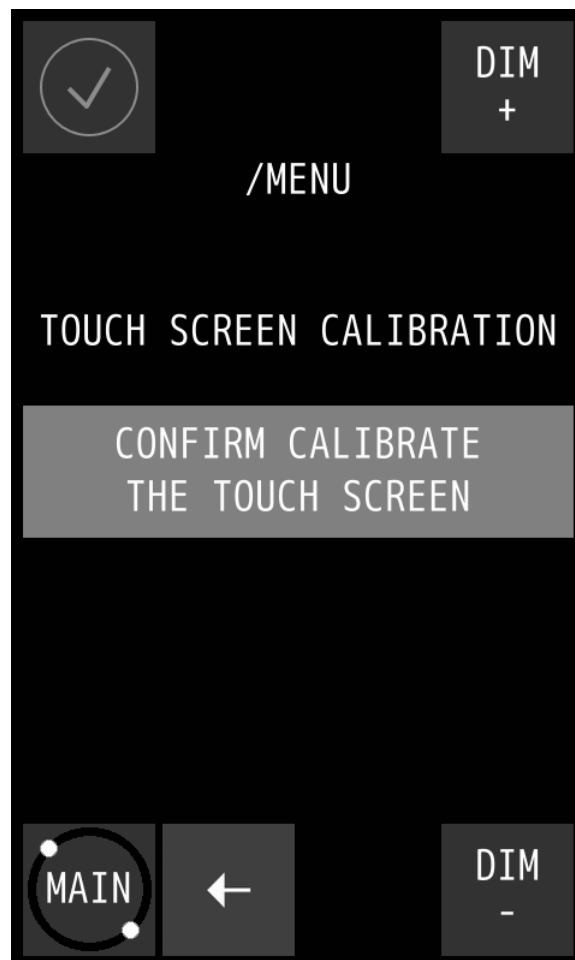 DIM
+
/MENU
TOUCH SCREEN CALIBRATION
CONFIRM CALIBRATE
THE TOUCH SCREEN
MAIN
←
DIM
-